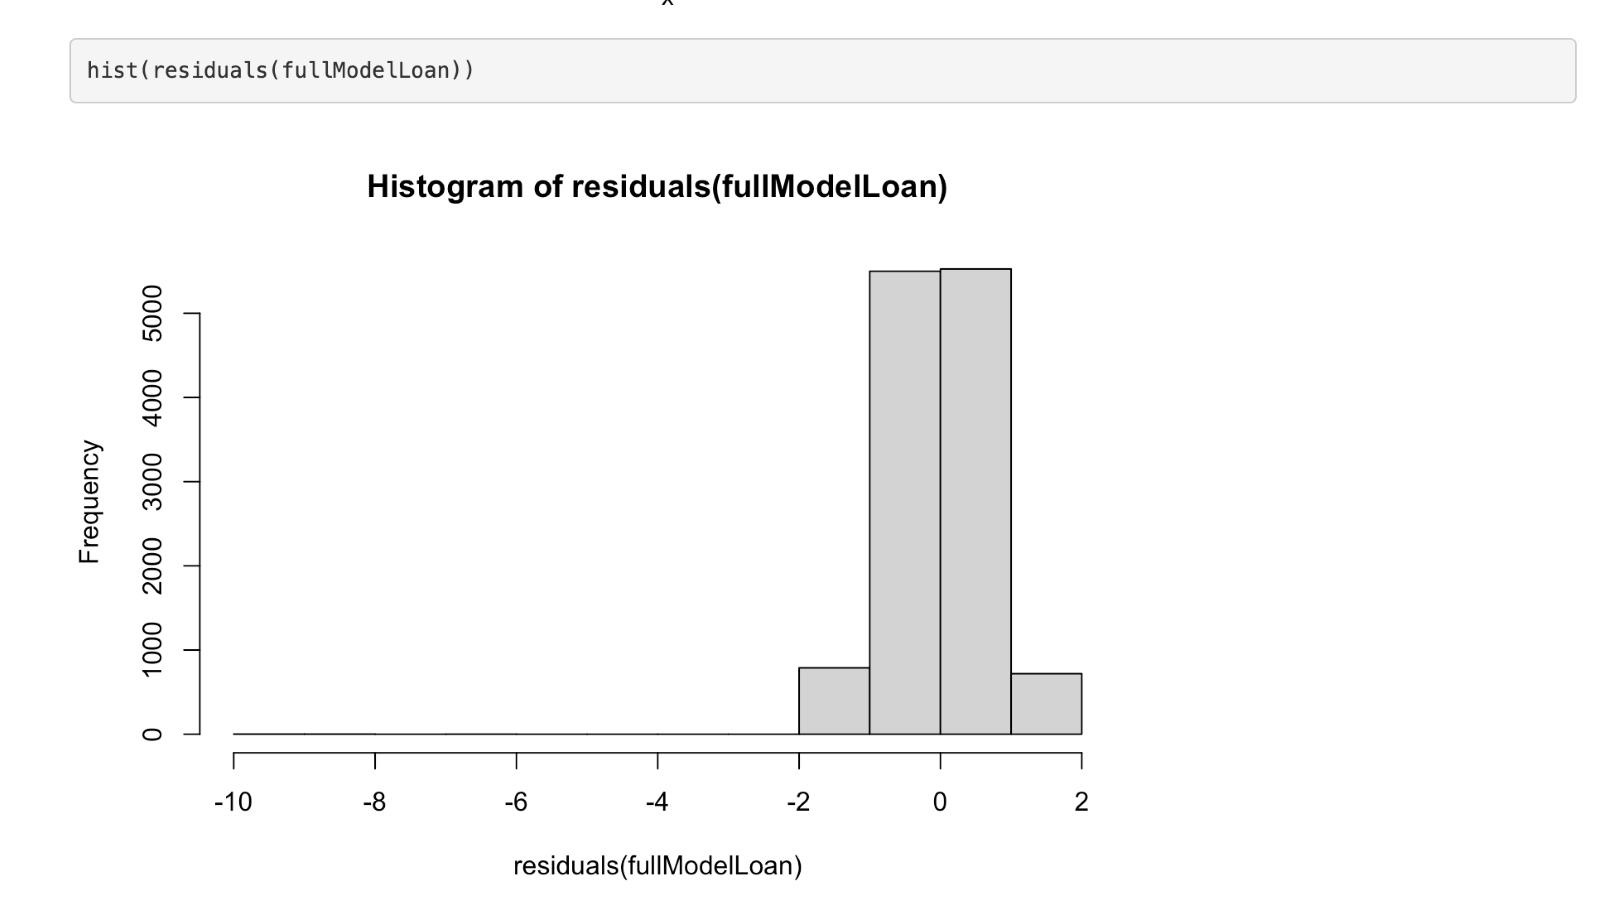 x
hist(residuals(fullModelLoan))
Histogram of residuals(fullModelLoan)
5000
4000
3000
2000
1000
0
Frequency
-10 -8 -6 -4 -2 0 2
residuals(fullModelLoan)